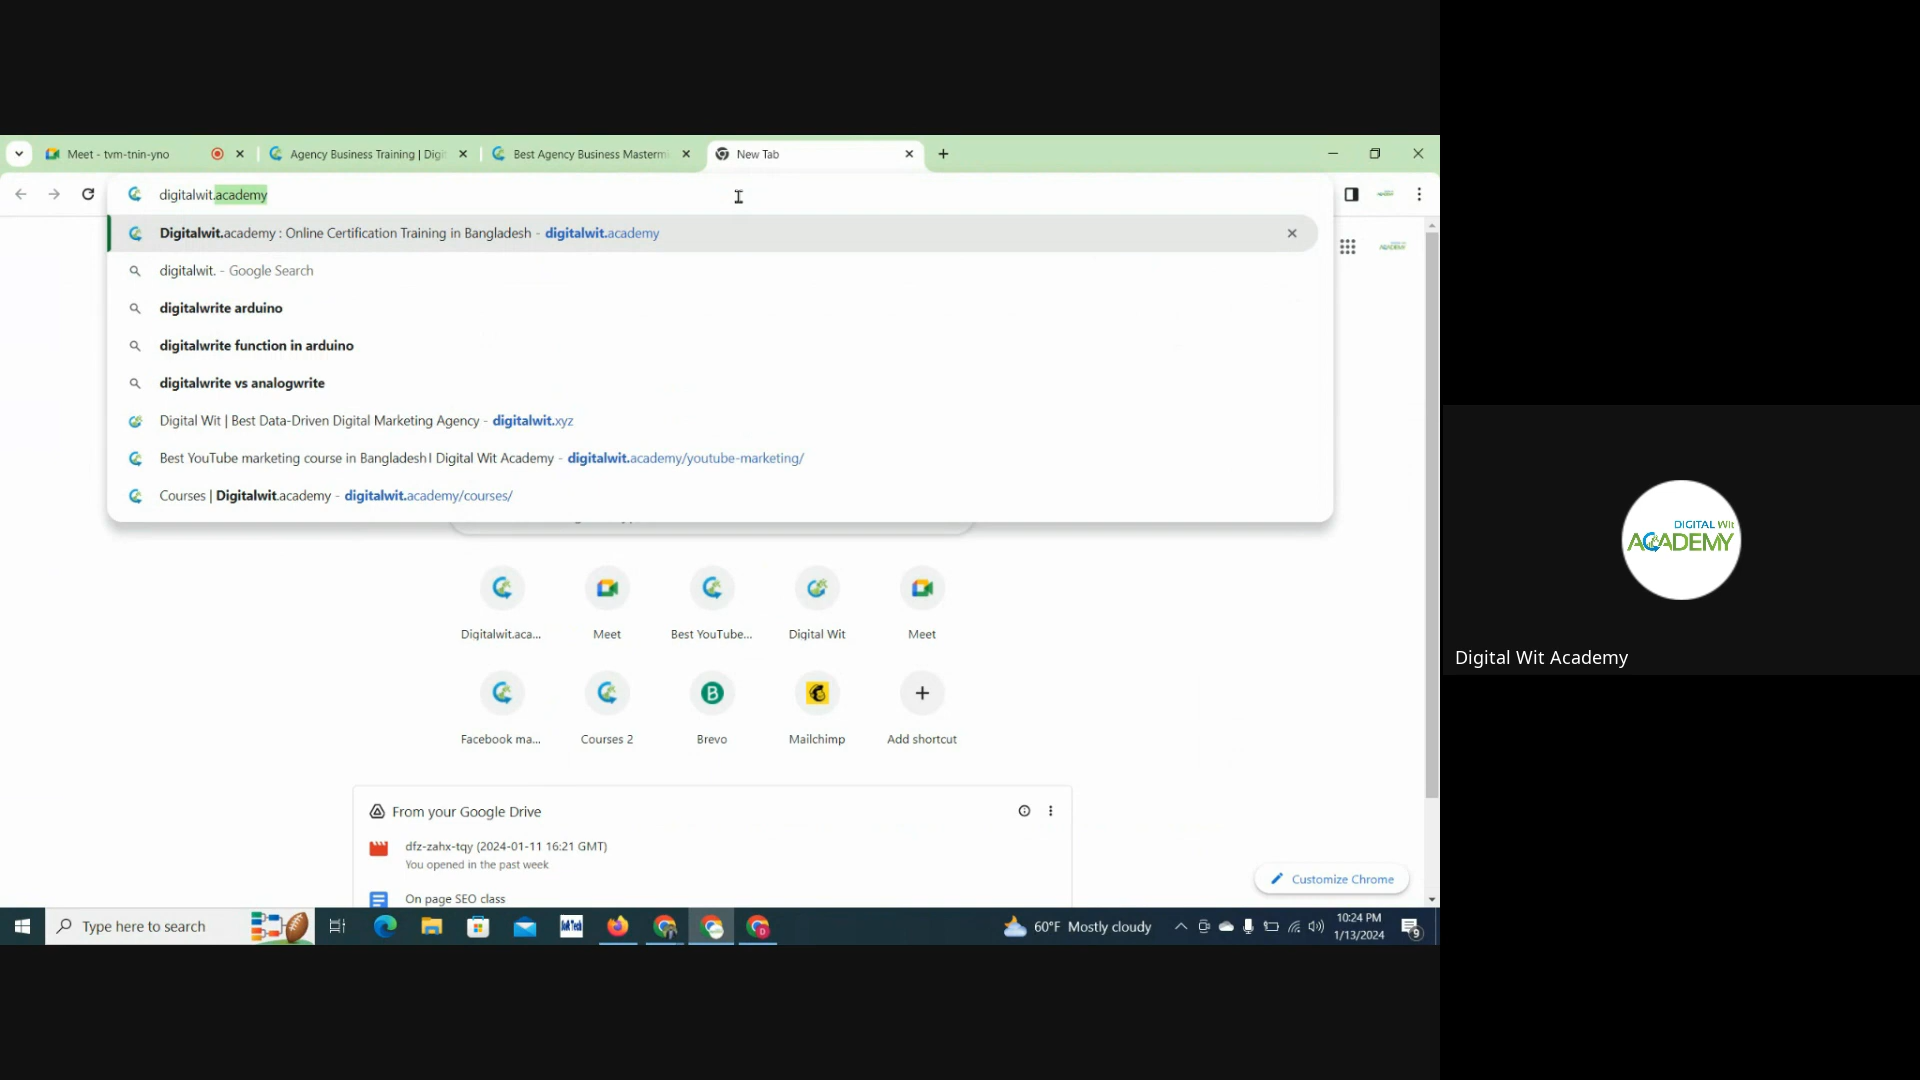 Meet - tvm-tnin-yno
Agency Business Training | Digi
Best Agency Business Masterm
New Tab
digitalwit.academy
Digitalwit.academy : Online Certification Training in Bangladesh - digitalwit.academy
digitalwit. - Google Search
digitalwrite arduino
digitalwrite function in arduino
digitalwrite vs analogwrite
Digital Wit | Best Data-Driven Digital Marketing Agency - digitalwit.xyz
Best YouTube marketing course in Bangladesh I Digital Wit Academy - digitalwit.academy/youtube-marketing/
Courses | Digitalwit.academy - digitalwit.academy/courses/
Digitalwit.aca...
Meet
Best YouTube...
Digital Wit
Meet
Facebook ma...
Courses 2
Brevo
Mailchimp
Add shortcut
From your Google Drive
dfz-zahx-tqy (2024-01-11 16:21 GMT)
You opened in the past week
On page SEO class
Customize Chrome
Type here to search
60°F Mostly cloudy
10:24 PM
1/13/2024
9
DIGITAL Wit
ACADEMY
Digital Wit Academy